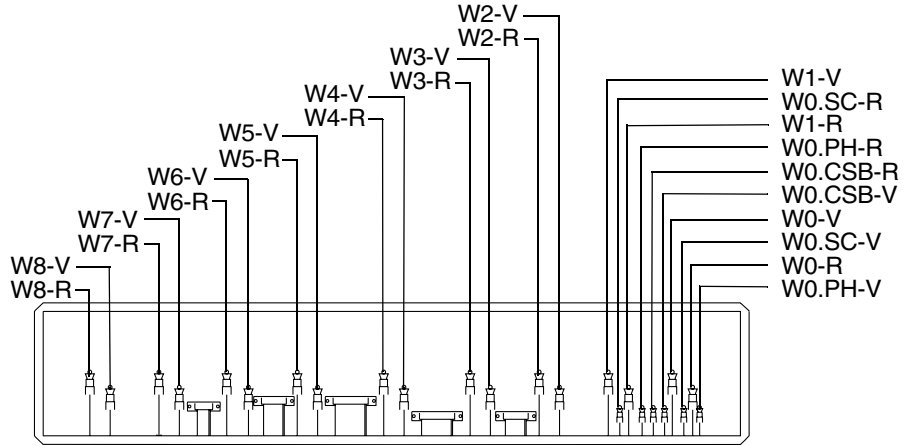 W2-V
W2-R
W3-V
W3-R
W4-V
W4-R
W5-V
W5-R
W6-V
W6-R
W7-V
W7-R
W8-V
W8-R
W1-V
W0.SC-R
W1-R
W0.PH-R
W0.CSB-R
W0.CSB-V
W0-V
W0.SC-V
W0-R
W0.PH-V